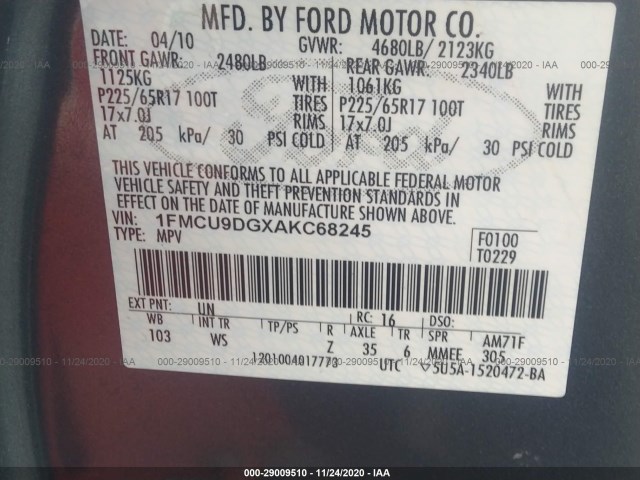 MFD. BY FORD MOTOR CO.
DATE: 04/10 GVWR: 4680LB/ 2123KG
FRONT GAWR: 2480LB REAR GAWR: 2340LB
1125KG WITH 1061KG WITH
P225/65R17 100T TIRES P225/65R17 100T TIRES
17x7.0J RIMS 17x7.0J RIMS
AT 205 kPa/ 30 PSI COLD AT 205 kPa/ 30 PSI COLD
THIS VEHICLE CONFORMS TO ALL APPLICABLE FEDERAL MOTOR
VEHICLE SAFETY AND THEFT PREVENTION STANDARDS IN
EFFECT ON THE DATE OF MANUFACTURE SHOWN ABOVE.
VIN: 1FMCU9DGXAKC68245 F0100
TYPE: MPV T0229
EXT PNT: UN RC: 16 DSO:
WB INT TR TP/PS R AXLE TR SPR AM71F
103 WS Z 35 6 MMEE 305
1201004017773 UTC ▽5U5A-1520472-BA
000-29009510 - 11/24/2020 - IAA